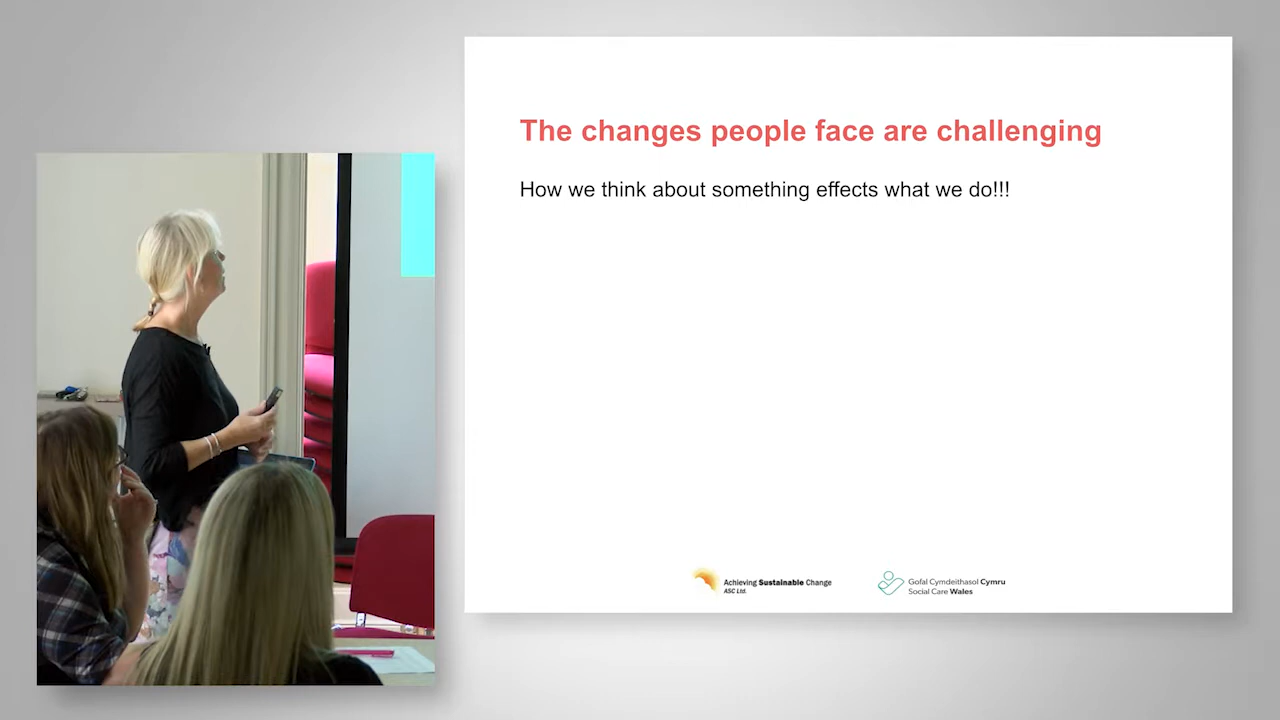 The changes people face are challenging
How we think about something effects what we do!!!
Achieving Sustainable Change
ASC Ltd.
Gofal Cymdeithasol Cymru
Social Care Wales